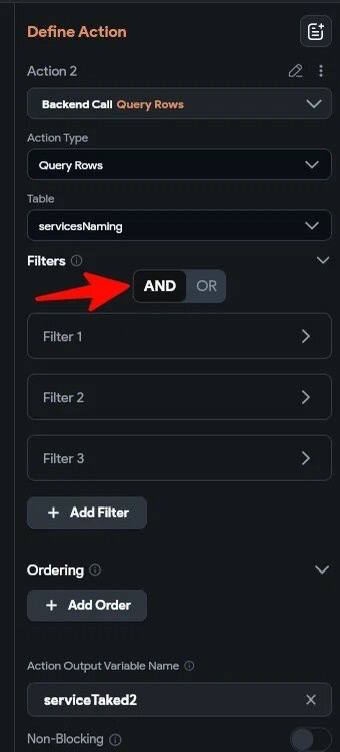 Define Action
Action 2
Backend Call Query Rows
Action Type
Query Rows
Table
servicesNaming
Filters
AND OR
Filter 1
Filter 2
Filter 3
+ Add Filter
Ordering
+ Add Order
Action Output Variable Name
serviceTaked2
Non-Blocking